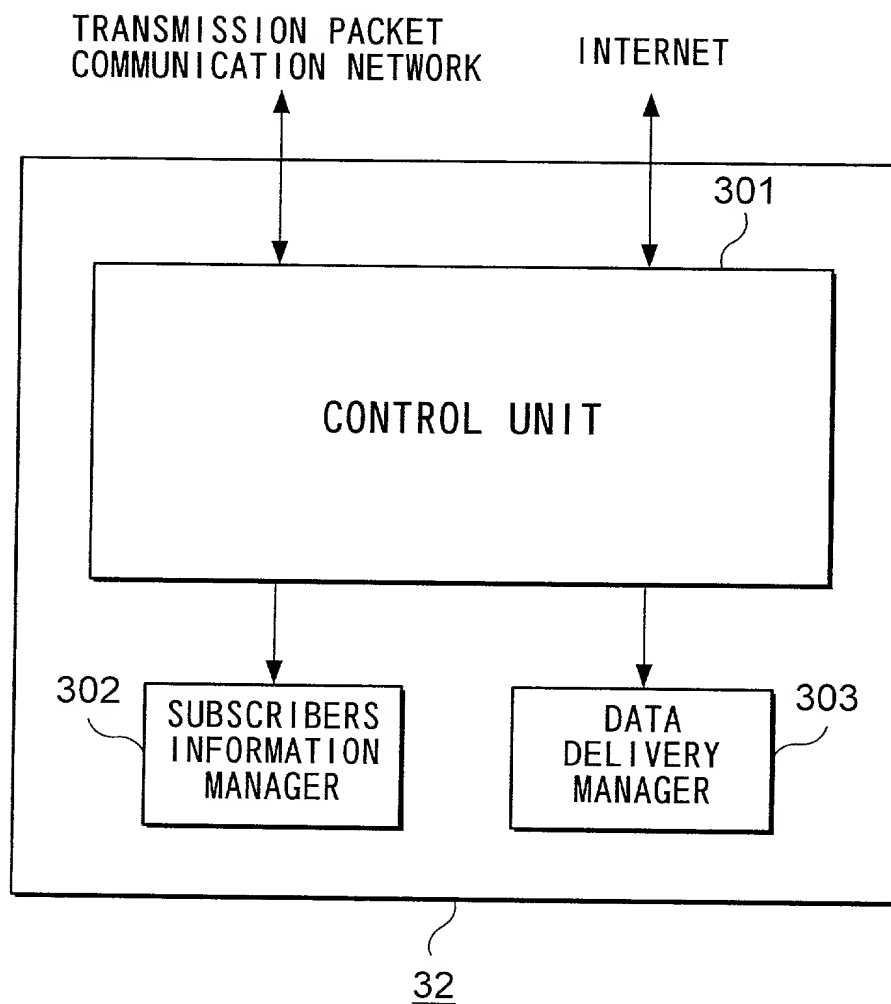 TRANSMISSION PACKET
COMMUNICATION NETWORK
INTERNET
301
CONTROL UNIT
302
SUBSCRIBERS
INFORMATION
MANAGER
DATA
DELIVERY
MANAGER
303
32